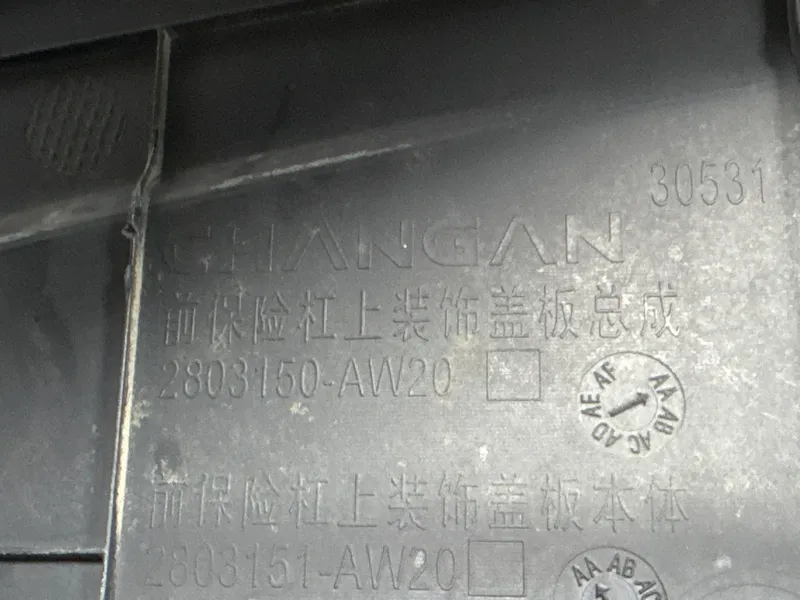 30531
CHANGAN
前保险杠上装饰盖板总成
2803150-AW20
AA AB AC AD AE AF
前保险杠上装饰盖板本体
2803151-AW20
AA AB AC